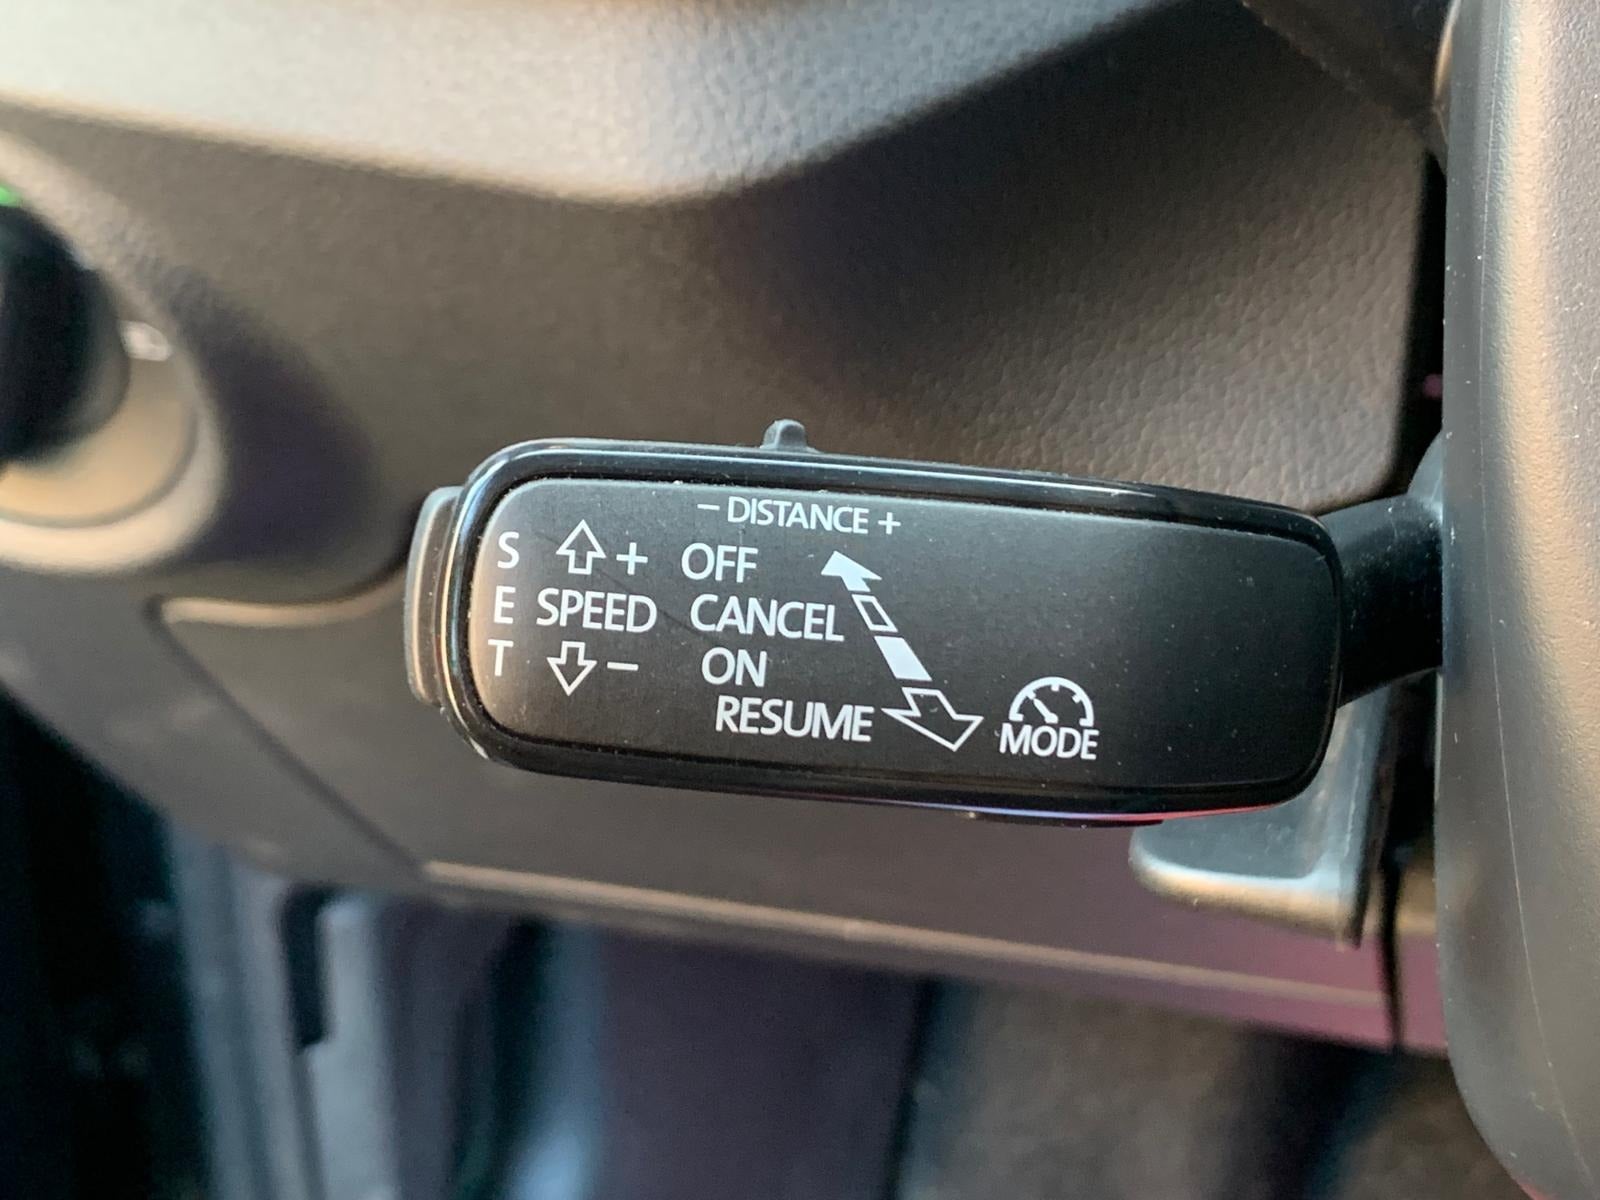 - DISTANCE +
S + OFF
E SPEED CANCEL
T - ON
RESUME
MODE